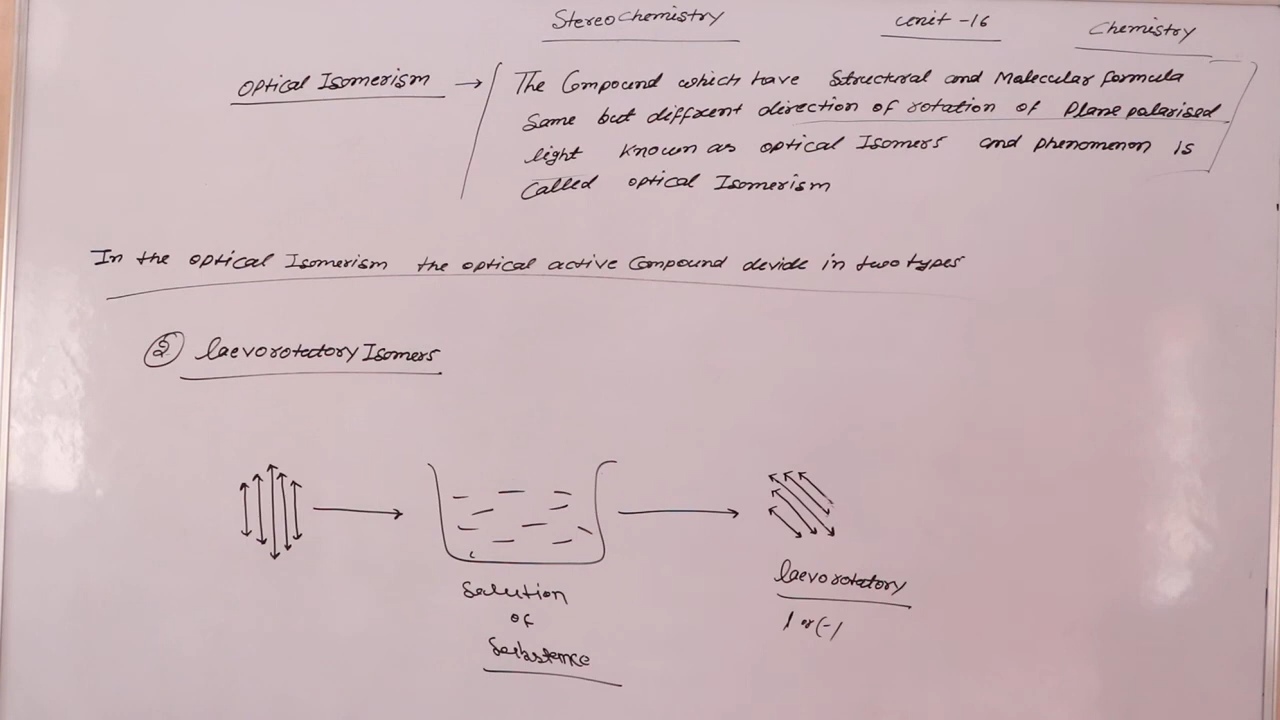 Stereochemistry
Unit -16
Chemistry
Optical Isomerism → The Compound which have Structural and Molecular formula
Same but different direction of rotation of Plane polarised
light known as optical Isomers and phenomenon is
Called optical Isomerism
In the optical Isomerism the optical active Compound devide in two types
② laevorotatory Isomers
Solution
of
Substence
laevorotatory
l or (-)